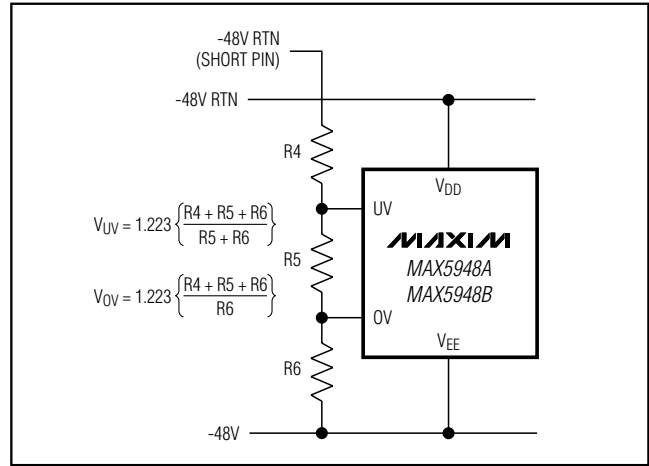 -48V RTN
(SHORT PIN)
-48V RTN
R4
VDD
UV
VUV = 1.223 {R4 + R5 + R6 / R5 + R6}
MAXIM
R5
MAX5948A
MAX5948B
VOV = 1.223 {R4 + R5 + R6 / R6}
OV
VEE
R6
-48V